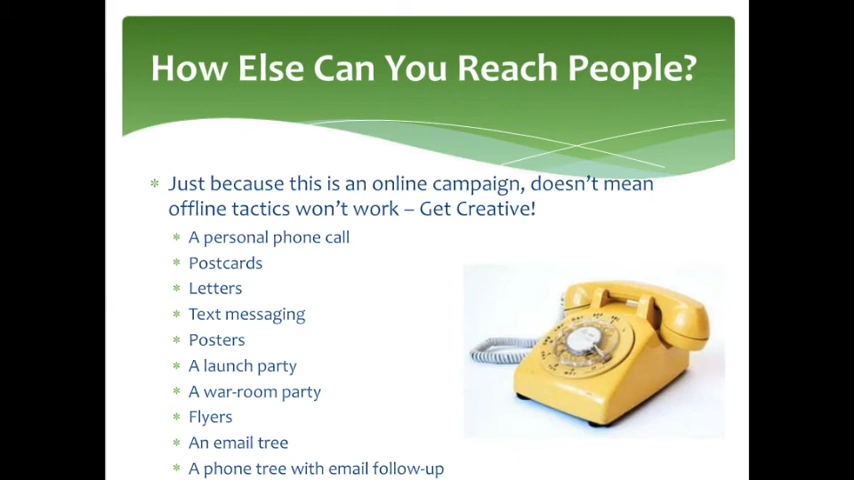 How Else Can You Reach People?
Just because this is an online campaign, doesn't mean
offline tactics won't work – Get Creative!
A personal phone call
Postcards
Letters
Text messaging
Posters
A launch party
A war-room party
Flyers
An email tree
A phone tree with email follow-up